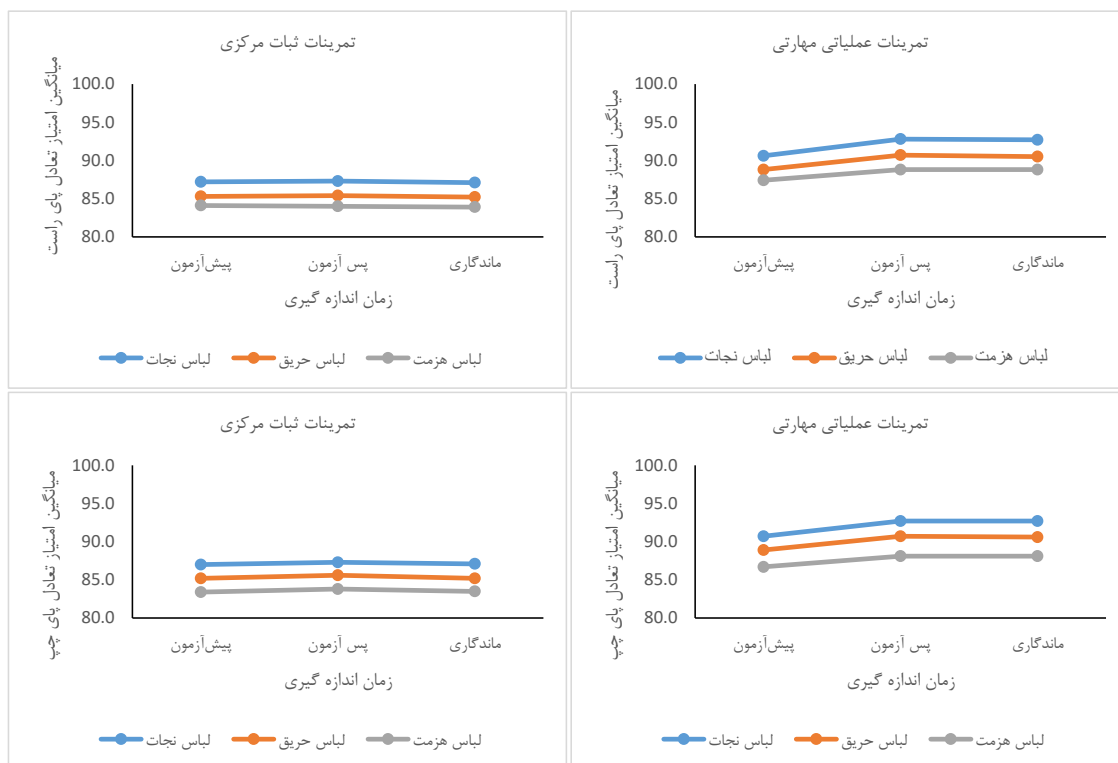 تمرینات ثبات مرکزی
میانگین امتیاز تعادل پای راست
100.0
95.0
90.0
85.0
80.0
پیش‌آزمون پس آزمون ماندگاری
زمان اندازه گیری
لباس نجات لباس حریق لباس هزمت
تمرینات عملیاتی مهارتی
میانگین امتیاز تعادل پای راست
100.0
95.0
90.0
85.0
80.0
پیش‌آزمون پس آزمون ماندگاری
زمان اندازه گیری
لباس نجات لباس حریق لباس هزمت
تمرینات ثبات مرکزی
میانگین امتیاز تعادل پای چپ
100.0
95.0
90.0
85.0
80.0
پیش‌آزمون پس آزمون ماندگاری
زمان اندازه گیری
لباس نجات لباس حریق لباس هزمت
تمرینات عملیاتی مهارتی
میانگین امتیاز تعادل پای چپ
100.0
95.0
90.0
85.0
80.0
پیش‌آزمون پس آزمون ماندگاری
زمان اندازه گیری
لباس نجات لباس حریق لباس هزمت